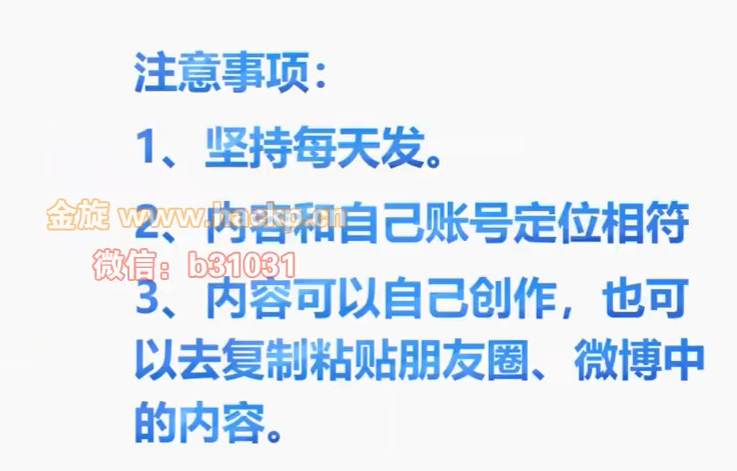 注意事项：
1、坚持每天发。
金旋 www.hackp.cn
2、内容和自己账号定位相符
微信：b31031
3、内容可以自己创作，也可
以去复制粘贴朋友圈、微博中
的内容。